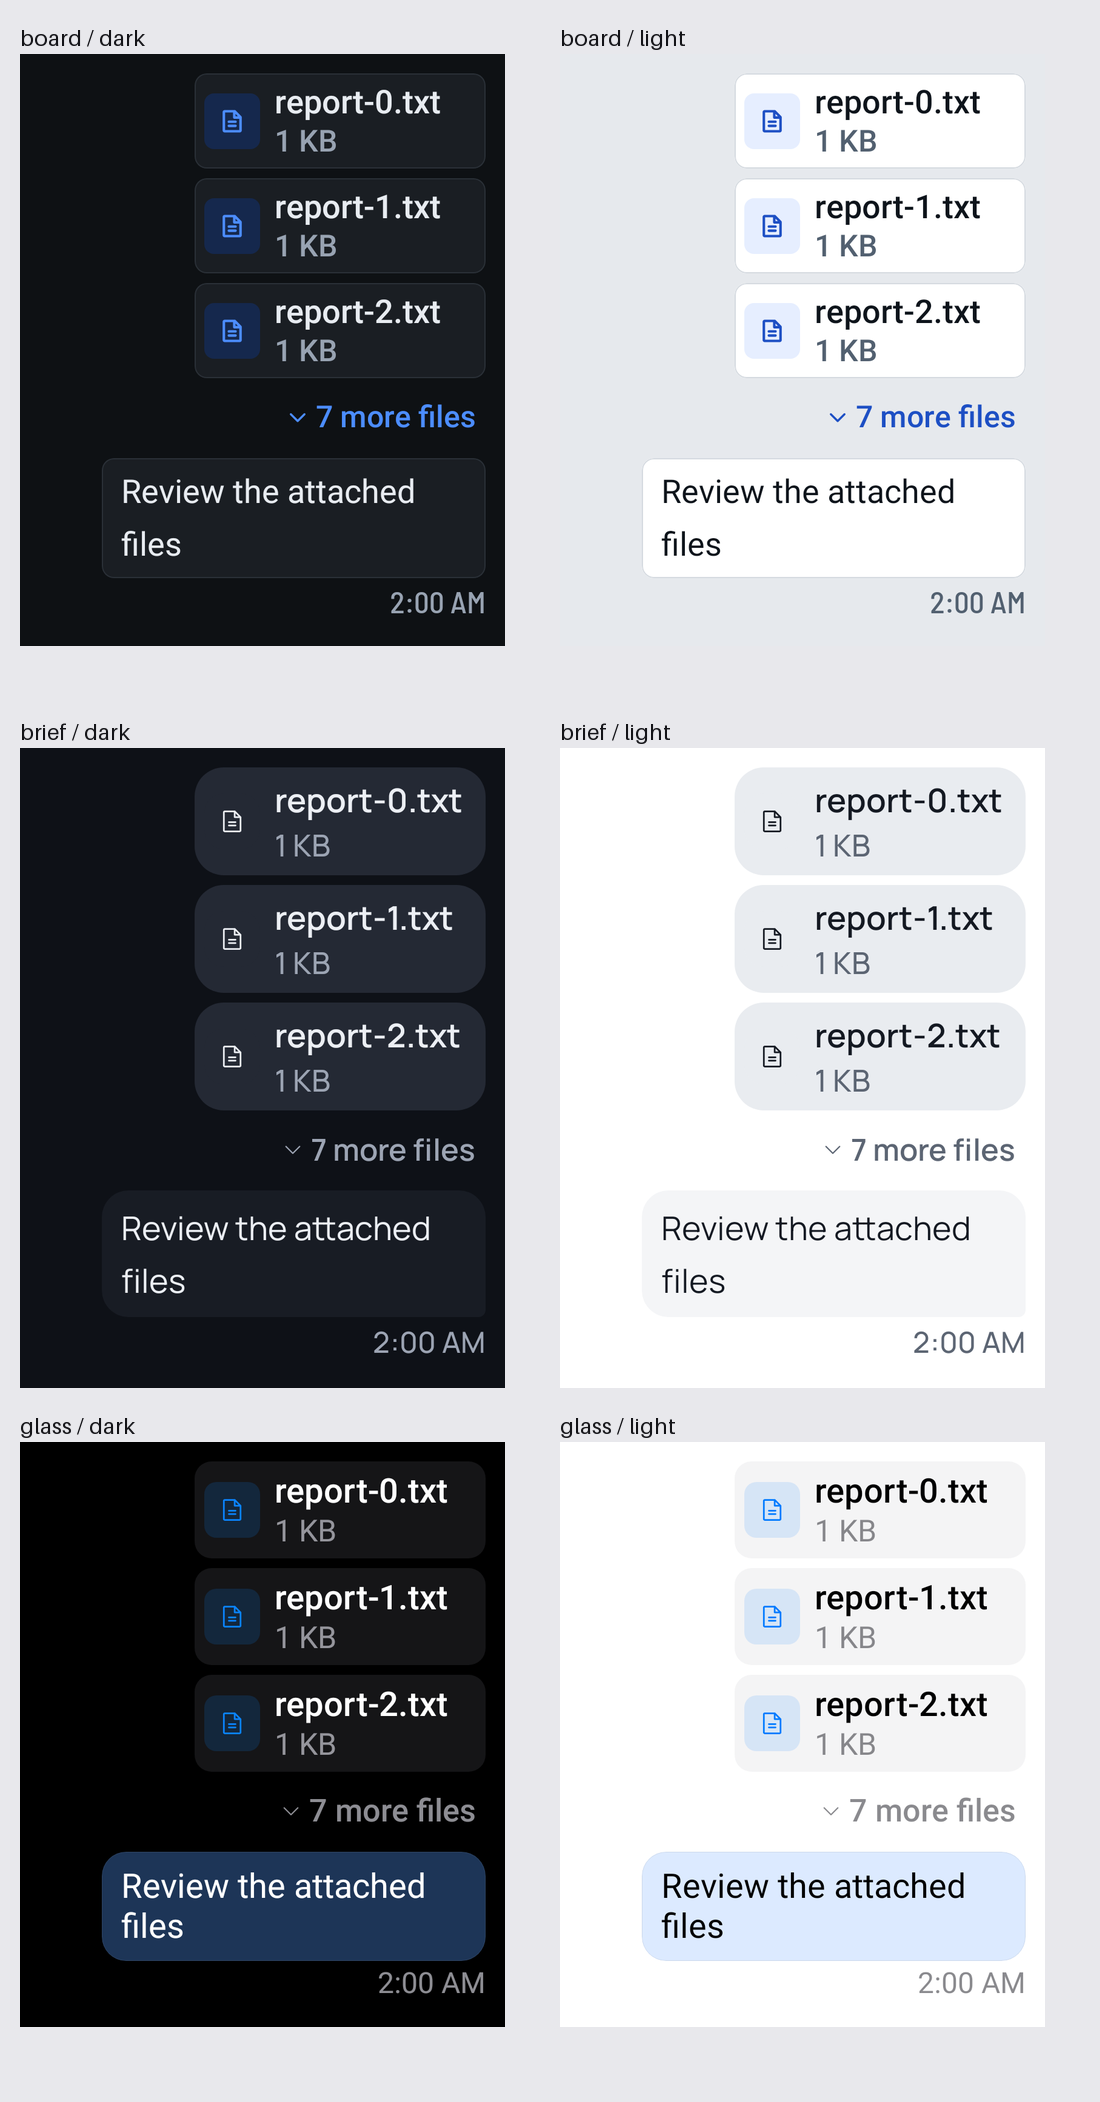 board / dark
report-0.txt
1 KB
report-1.txt
1 KB
report-2.txt
1 KB
7 more files
Review the attached
files
2:00 AM
board / light
report-0.txt
1 KB
report-1.txt
1 KB
report-2.txt
1 KB
7 more files
Review the attached
files
2:00 AM
brief / dark
report-0.txt
1 KB
report-1.txt
1 KB
report-2.txt
1 KB
7 more files
Review the attached
files
2:00 AM
brief / light
report-0.txt
1 KB
report-1.txt
1 KB
report-2.txt
1 KB
7 more files
Review the attached
files
2:00 AM
glass / dark
report-0.txt
1 KB
report-1.txt
1 KB
report-2.txt
1 KB
7 more files
Review the attached
files
2:00 AM
glass / light
report-0.txt
1 KB
report-1.txt
1 KB
report-2.txt
1 KB
7 more files
Review the attached
files
2:00 AM